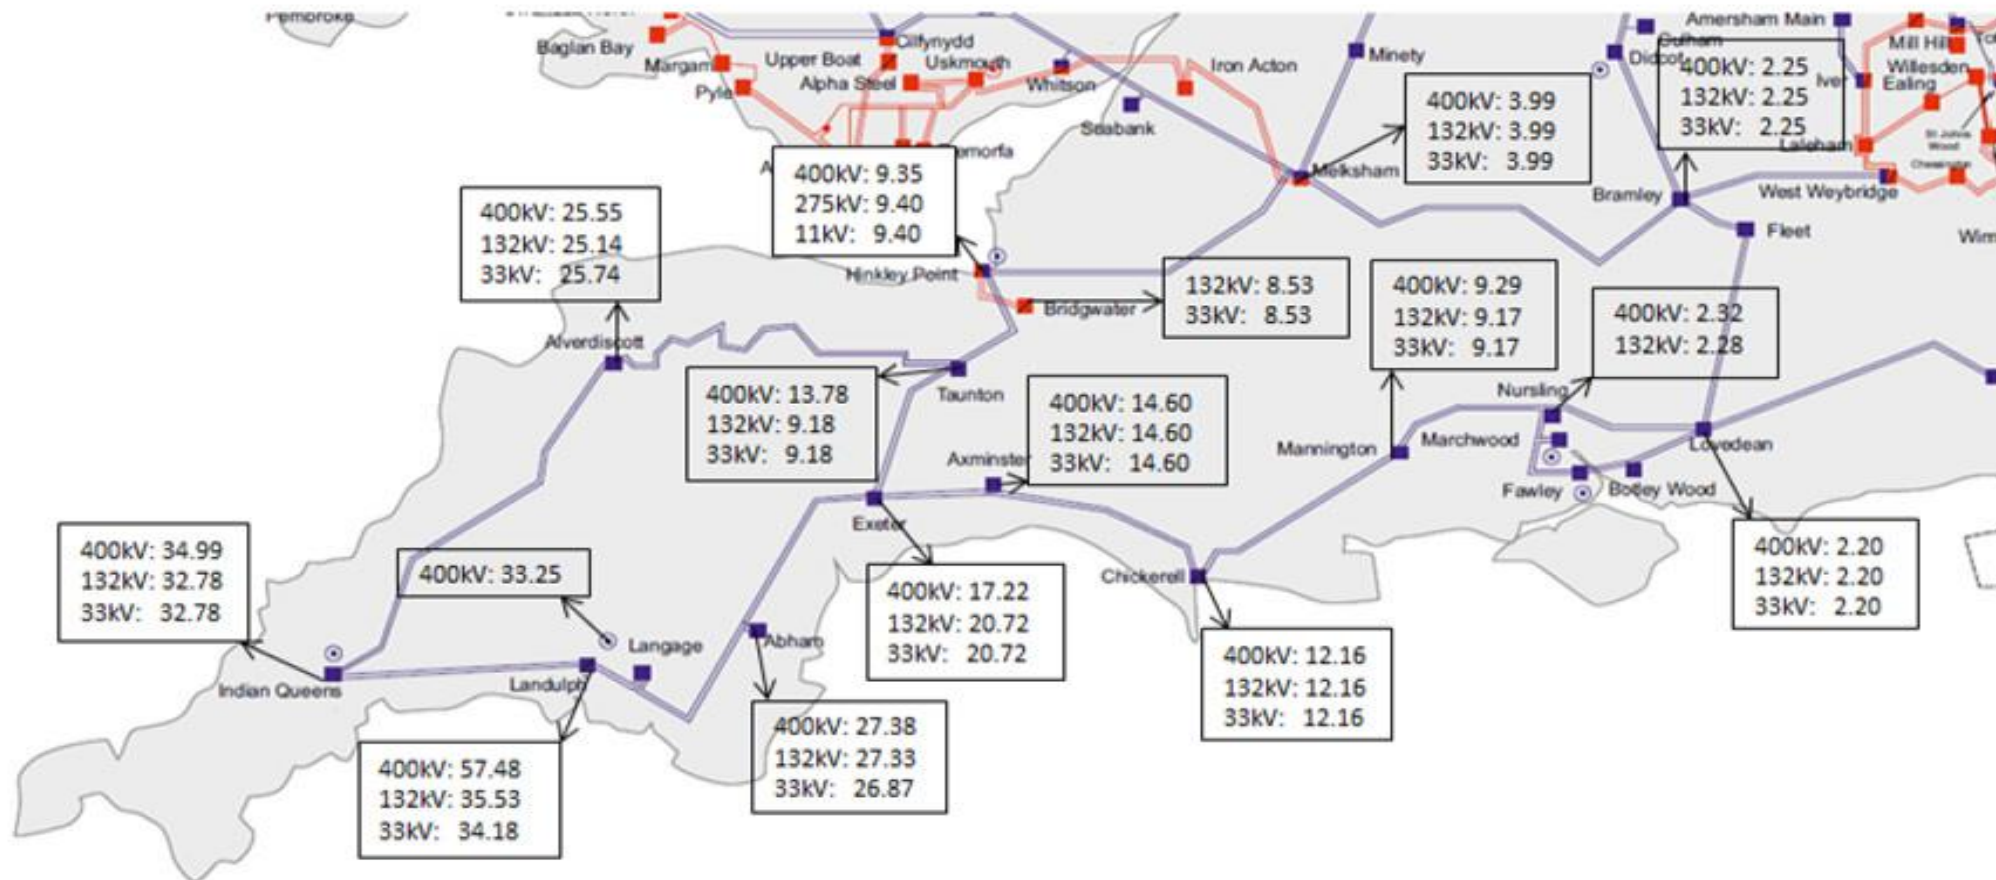 Pembroke
Baglan Bay
Margam
Pyle
Cilfynydd
Upper Boat
Alpha Steel
Uskmouth
Whitson
Iron Acton
Seabank
Minety
Culham
Didcot
Amersham Main
Mill Hill
Willesden
Iver
Ealing
St Johns
Wood
Laleham
Chessington
400kV: 2.25
132kV: 2.25
33kV: 2.25
400kV: 3.99
132kV: 3.99
33kV: 3.99
Melksham
Bramley
West Weybridge
Fleet
400kV: 9.35
275kV: 9.40
11kV: 9.40
Hinkley Point
400kV: 25.55
132kV: 25.14
33kV: 25.74
Alverdiscott
Bridgwater
132kV: 8.53
33kV: 8.53
400kV: 9.29
132kV: 9.17
33kV: 9.17
400kV: 2.32
132kV: 2.28
400kV: 13.78
132kV: 9.18
33kV: 9.18
Taunton
400kV: 14.60
132kV: 14.60
33kV: 14.60
Axminster
Mannington
Nursling
Marchwood
Lovedean
Fawley
Botley Wood
Exeter
400kV: 34.99
132kV: 32.78
33kV: 32.78
400kV: 33.25
400kV: 17.22
132kV: 20.72
33kV: 20.72
Chickerell
400kV: 2.20
132kV: 2.20
33kV: 2.20
Indian Queens
Landulph
Langage
Abham
400kV: 12.16
132kV: 12.16
33kV: 12.16
400kV: 57.48
132kV: 35.53
33kV: 34.18
400kV: 27.38
132kV: 27.33
33kV: 26.87